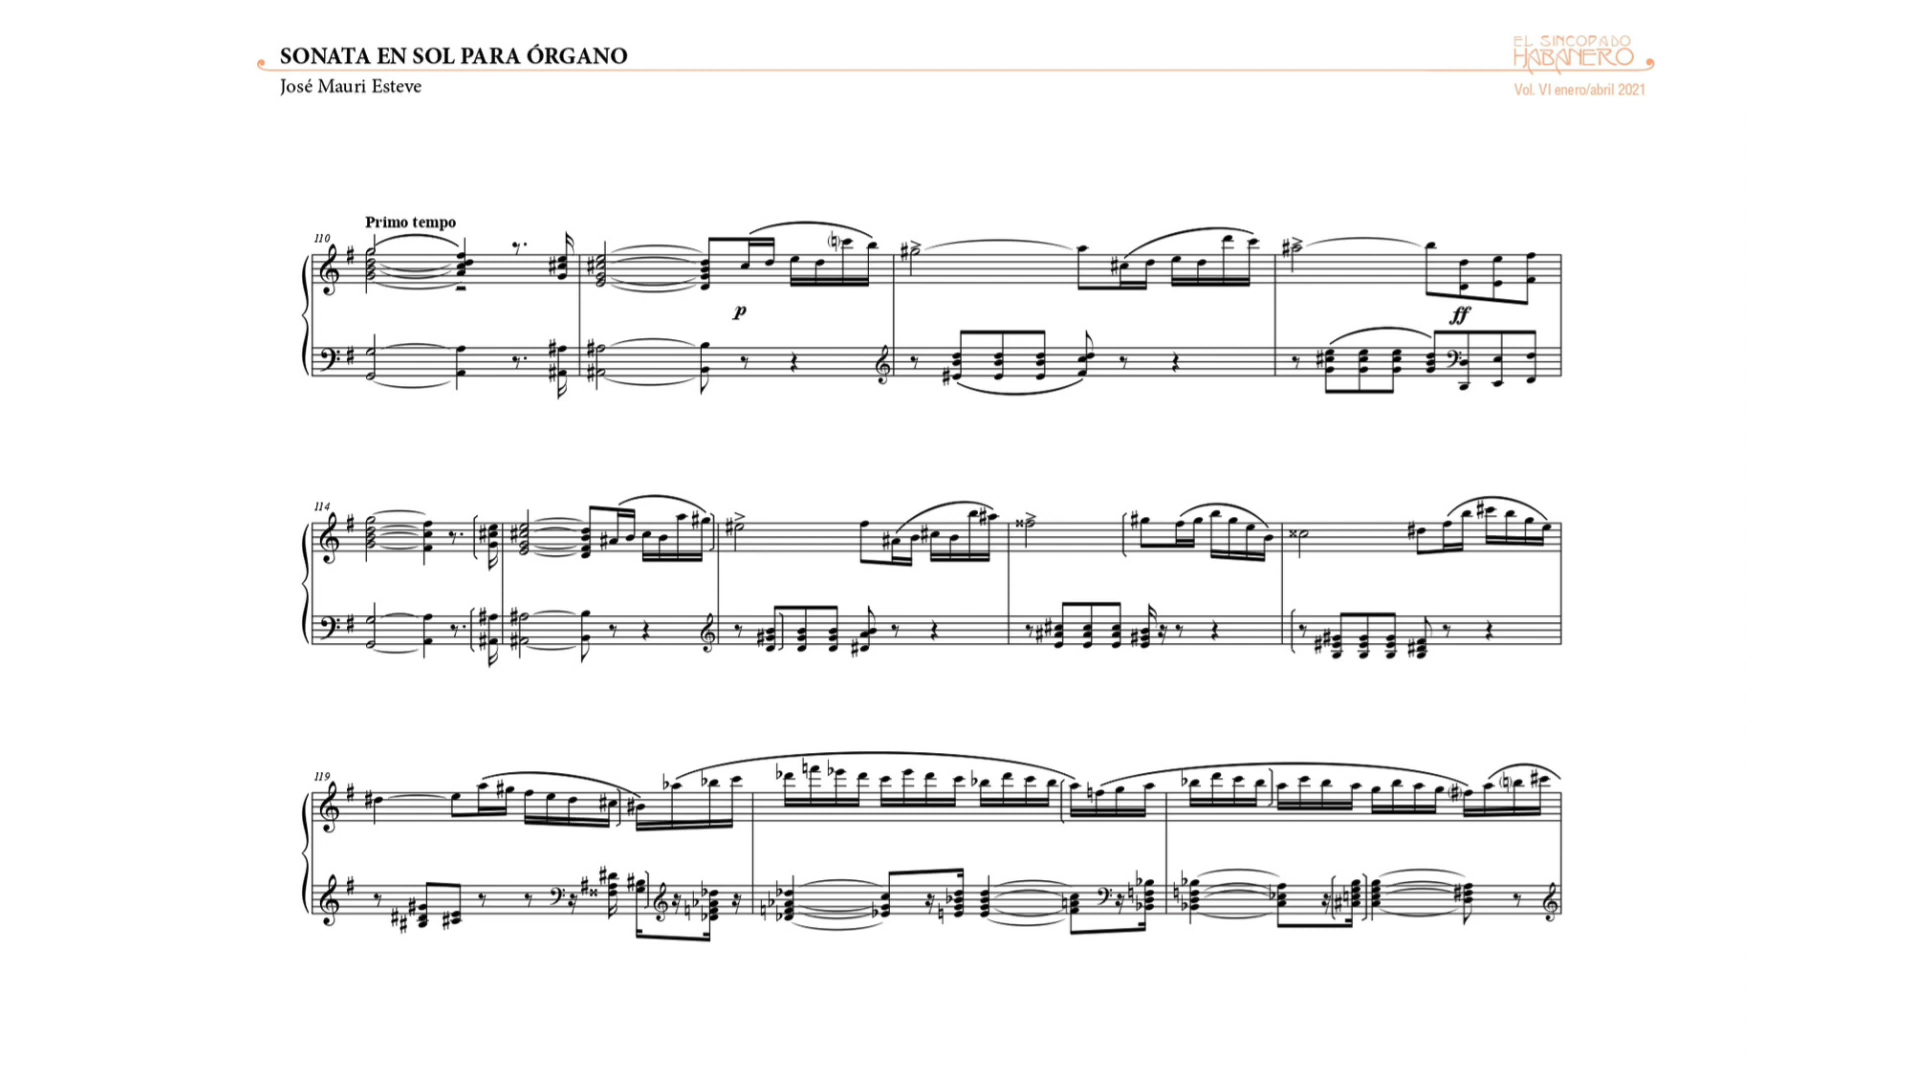 SONATA EN SOL PARA ÓRGANO
José Mauri Esteve
EL SINCOPADO
HABANERO
Vol. VI enero/abril 2021
Primo tempo
110
p
ff
114
119